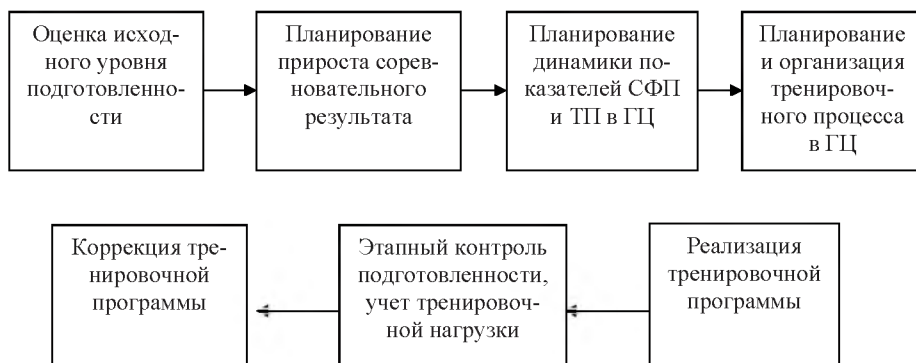 Оценка исход-
ного уровня
подготовленно-
сти
Планирование
прироста сорев-
новательного
результата
Планирование
динамики по-
казателей СФП
и ТП в ГЦ
Планирование
и организация
тренировоч-
ного процесса
в ГЦ
Коррекция тре-
нировочной
программы
Этапный контроль
подготовленности,
учет тренировоч-
ной нагрузки
Реализация
тренировочной
программы